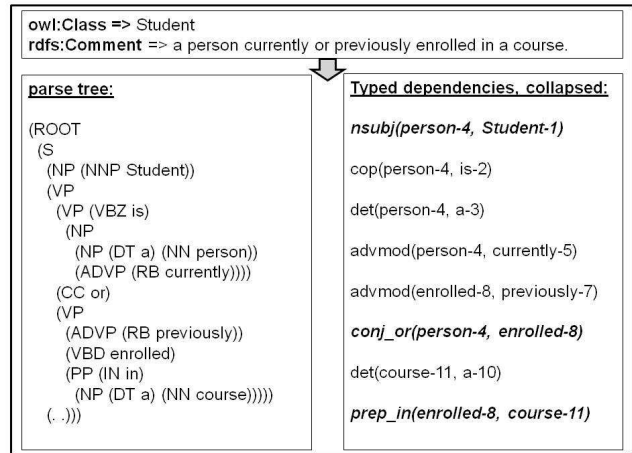 owl:Class => Student
rdfs:Comment => a person currently or previously enrolled in a course.
parse tree:
(ROOT
(S
(NP (NNP Student))
(VP
(VP (VBZ is)
(NP
(NP (DT a) (NN person))
(ADVP (RB currently))))
(CC or)
(VP
(ADVP (RB previously))
(VBD enrolled)
(PP (IN in)
(NP (DT a) (NN course)))))
(. .)))
Typed dependencies, collapsed:
nsubj(person-4, Student-1)
cop(person-4, is-2)
det(person-4, a-3)
advmod(person-4, currently-5)
advmod(enrolled-8, previously-7)
conj_or(person-4, enrolled-8)
det(course-11, a-10)
prep_in(enrolled-8, course-11)